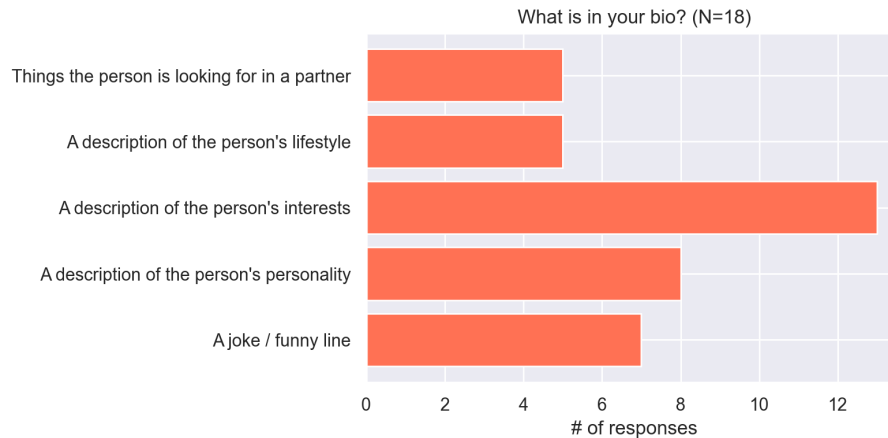 What is in your bio? (N=18)
Things the person is looking for in a partner
A description of the person's lifestyle
A description of the person's interests
A description of the person's personality
A joke / funny line
0 2 4 6 8 10 12
# of responses